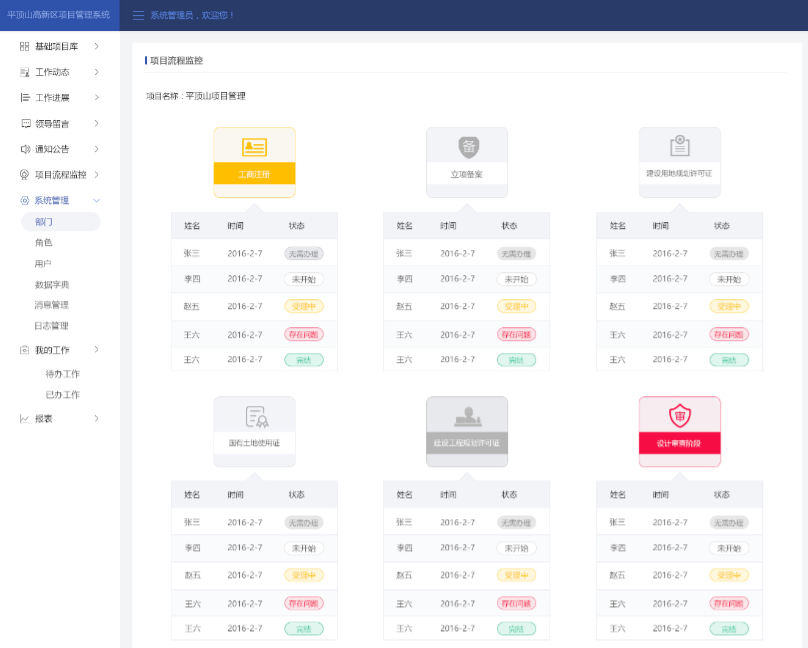 平顶山高新区项目管理系统
系统管理员，欢迎您！
基础项目库
工作动态
工作进展
领导留言
通知公告
项目流程监控
系统管理
部门
角色
用户
数据字典
消息管理
日志管理
我的工作
待办工作
已办工作
报表
项目流程监控
项目名称：平顶山项目管理
工商注册
备
立项备案
建设用地规划许可证
姓名 时间 状态 姓名 时间 状态 姓名 时间 状态
张三 2016-2-7 无需办理 张三 2016-2-7 无需办理 张三 2016-2-7 无需办理
李四 2016-2-7 未开始 李四 2016-2-7 未开始 李四 2016-2-7 未开始
赵五 2016-2-7 受理中 赵五 2016-2-7 受理中 赵五 2016-2-7 受理中
王六 2016-2-7 存在问题 王六 2016-2-7 存在问题 王六 2016-2-7 存在问题
王六 2016-2-7 完结 王六 2016-2-7 完结 王六 2016-2-7 完结
国有土地使用证
建设工程规划许可证
审
设计审查阶段
姓名 时间 状态 姓名 时间 状态 姓名 时间 状态
张三 2016-2-7 无需办理 张三 2016-2-7 无需办理 张三 2016-2-7 无需办理
李四 2016-2-7 未开始 李四 2016-2-7 未开始 李四 2016-2-7 未开始
赵五 2016-2-7 受理中 赵五 2016-2-7 受理中 赵五 2016-2-7 受理中
王六 2016-2-7 存在问题 王六 2016-2-7 存在问题 王六 2016-2-7 存在问题
王六 2016-2-7 完结 王六 2016-2-7 完结 王六 2016-2-7 完结